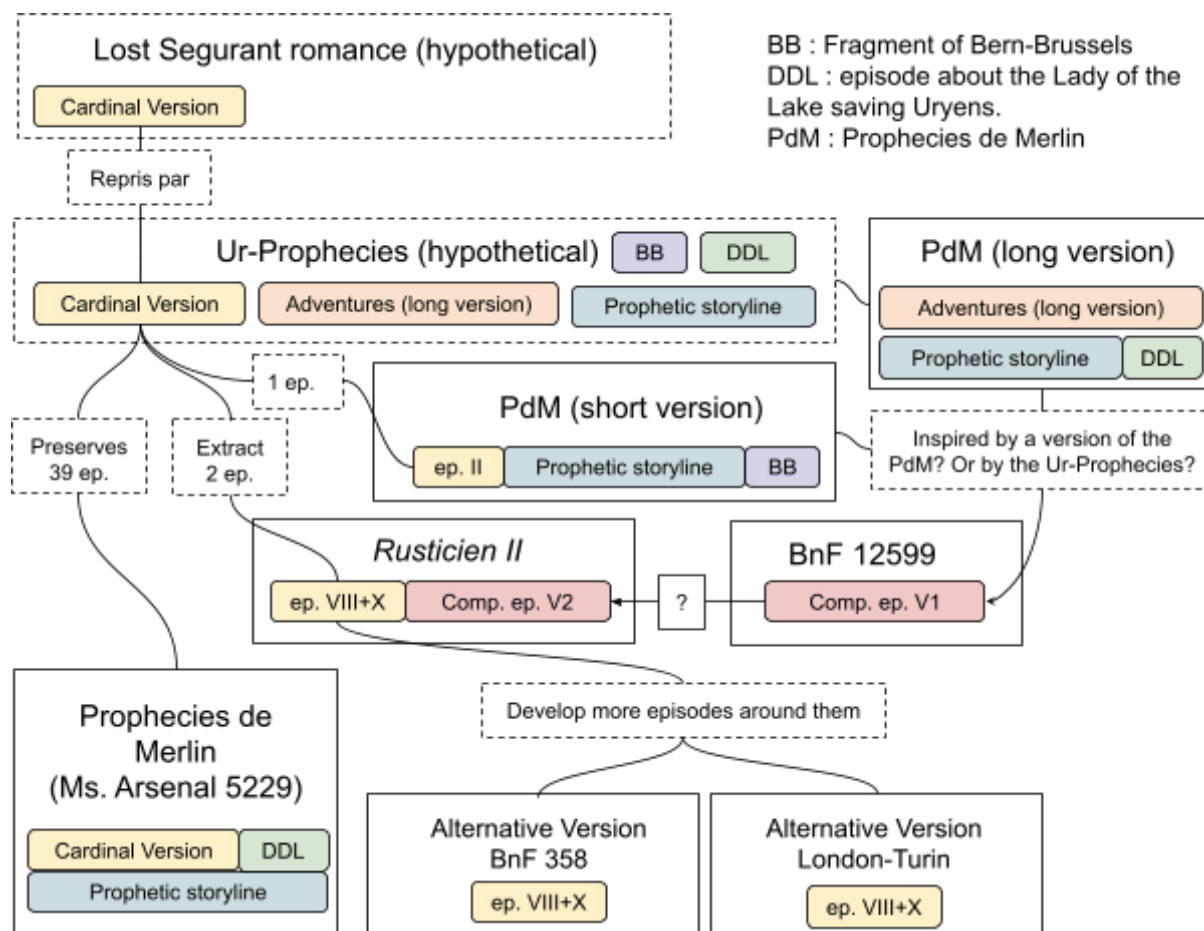 Lost Segurant romance (hypothetical)
Cardinal Version
BB : Fragment of Bern-Brussels
DDL : episode about the Lady of the
Lake saving Uryens.
PdM : Prophecies de Merlin
Repris par
Ur-Prophecies (hypothetical)
BB
DDL
Cardinal Version
Adventures (long version)
Prophetic storyline
PdM (long version)
Adventures (long version)
Prophetic storyline
DDL
1 ep.
Preserves
39 ep.
Extract
2 ep.
PdM (short version)
ep. II
Prophetic storyline
BB
Inspired by a version of the
PdM? Or by the Ur-Prophecies?
Rusticien II
ep. VIII+X
Comp. ep. V2
?
BnF 12599
Comp. ep. V1
Develop more episodes around them
Prophecies de
Merlin
(Ms. Arsenal 5229)
Cardinal Version
DDL
Prophetic storyline
Alternative Version
BnF 358
ep. VIII+X
Alternative Version
London-Turin
ep. VIII+X